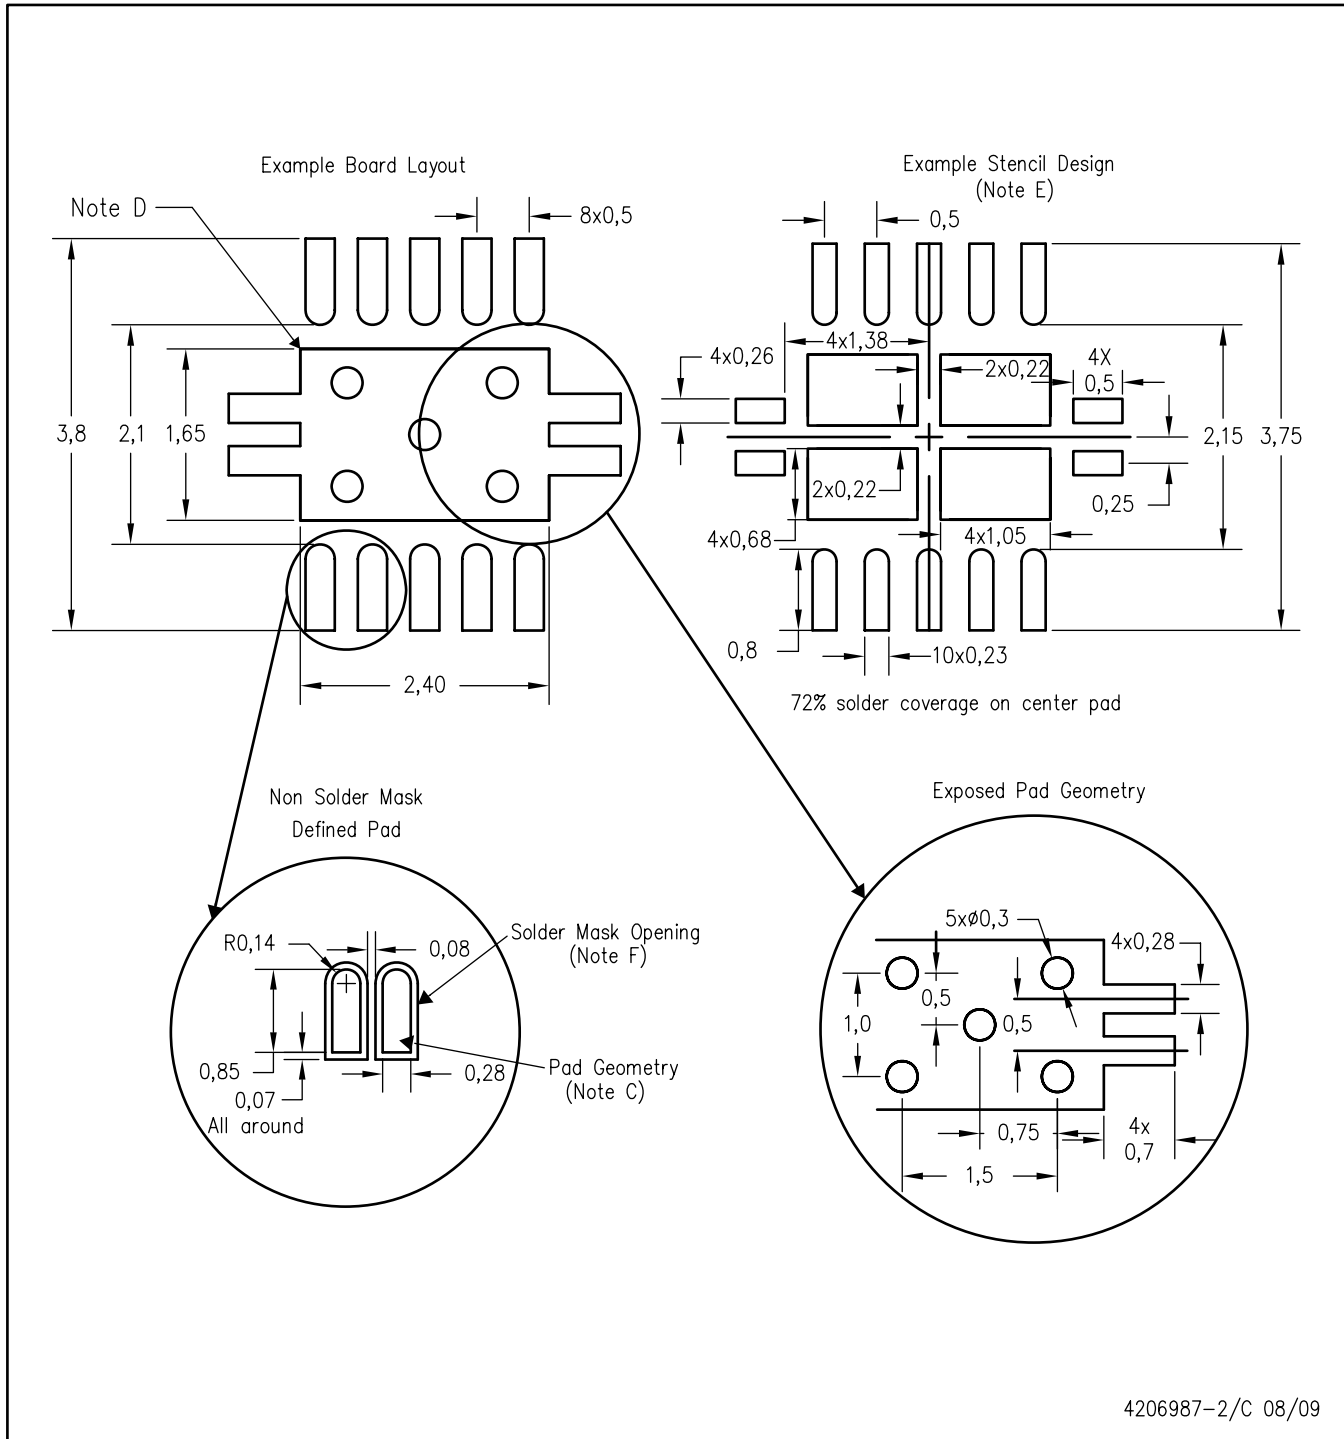 Example Board Layout
Note D
8x0,5
3,8
2,1
1,65
2,40
Example Stencil Design
(Note E)
0,5
4x1,38
4x0,26
2x0,22
4X
0,5
2,15
3,75
2x0,22
0,25
4x0,68
4x1,05
0,8
10x0,23
72% solder coverage on center pad
Non Solder Mask
Defined Pad
R0,14
0,08
Solder Mask Opening
(Note F)
0,85
0,28
Pad Geometry
(Note C)
0,07
All around
Exposed Pad Geometry
5xø0,3
4x0,28
0,5
1,0
0,5
0,75
4x
0,7
1,5
4206987-2/C 08/09